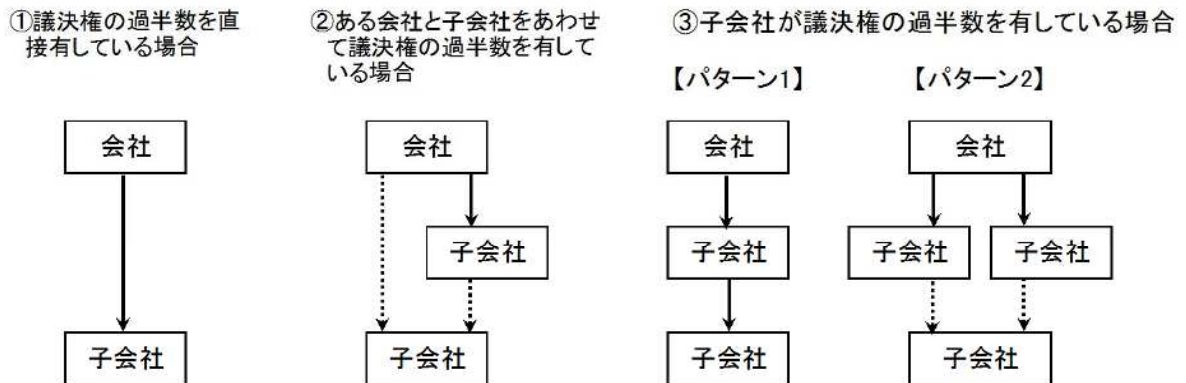 ①議決権の過半数を直
接有している場合
②ある会社と子会社をあわせ
て議決権の過半数を有して
いる場合
③子会社が議決権の過半数を有している場合
【パターン1】
【パターン2】
会社
会社
会社
会社
子会社
子会社
子会社
子会社
子会社
子会社
子会社
子会社